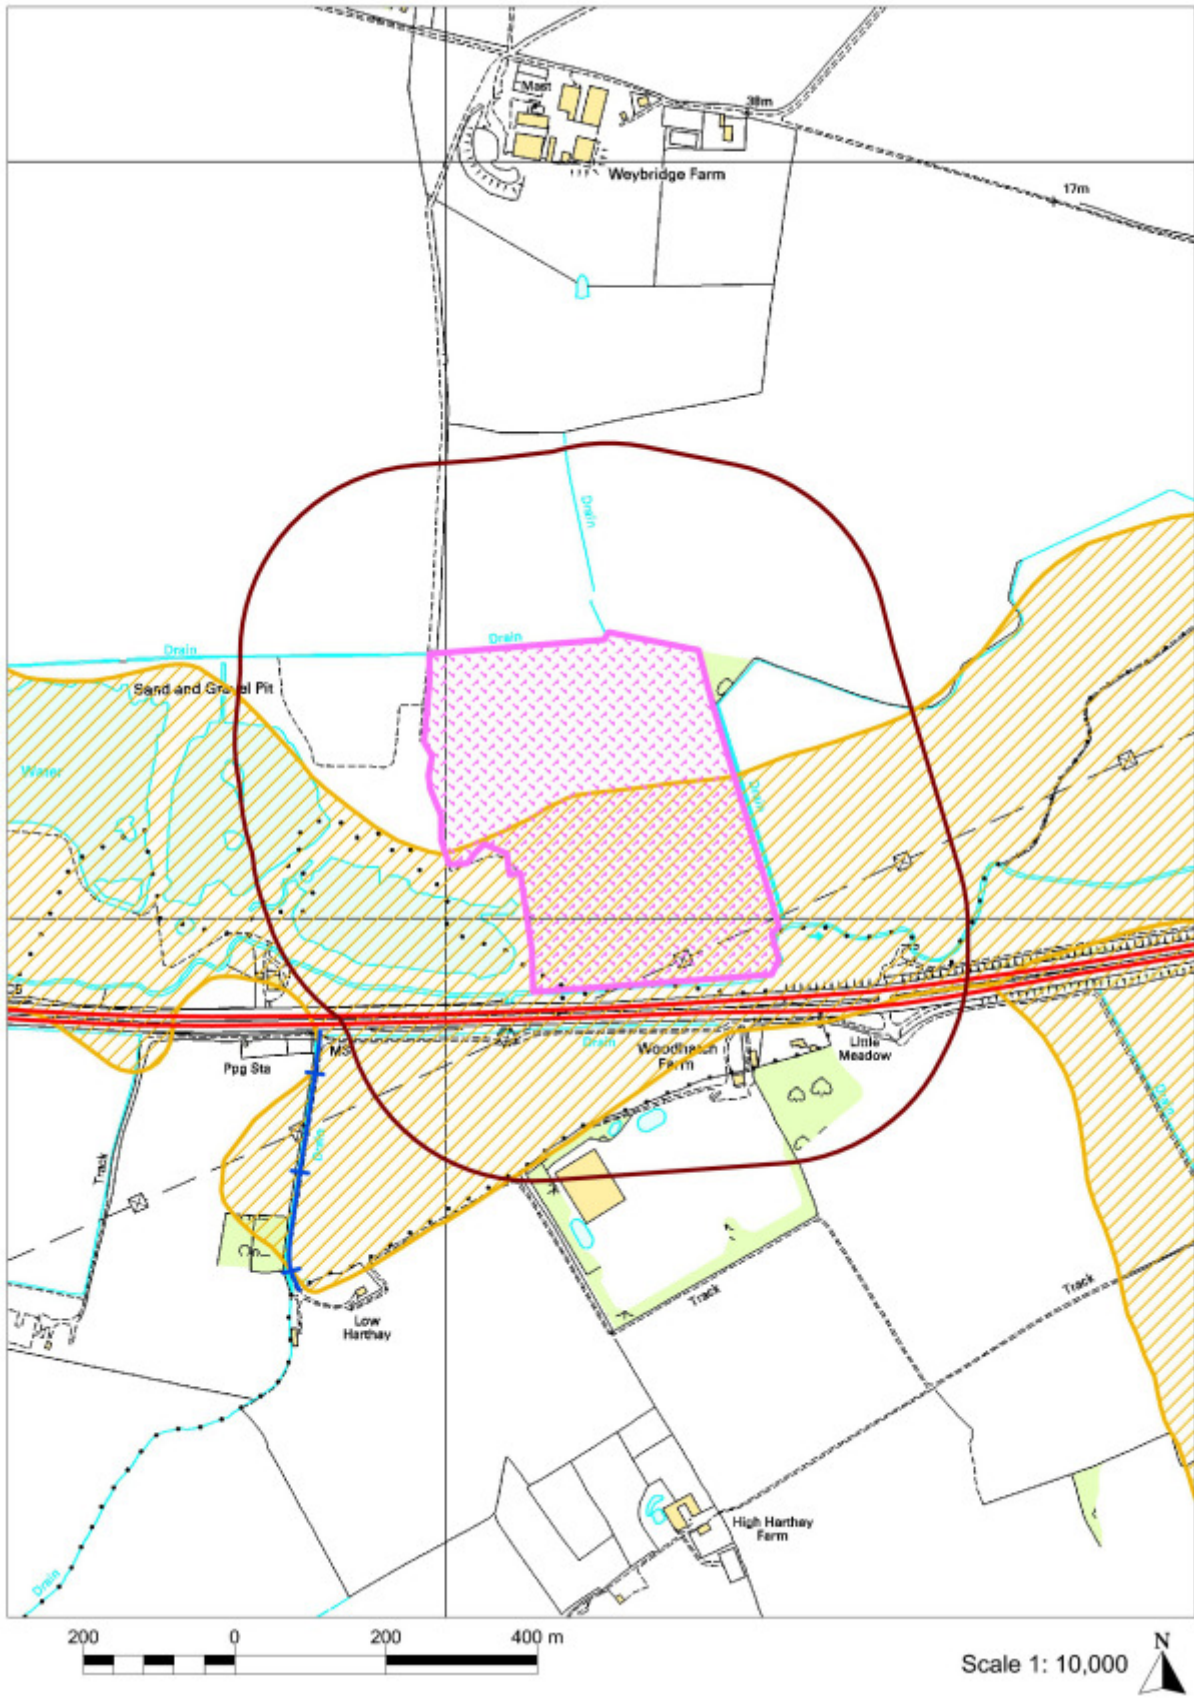 Mast
38m
Weybridge Farm
17m
Drain
Drain
Drain
Sand and Gravel Pit
Water
Drain
MS
Ppg Sta
Drain
Woodhatch
Farm
Little
Meadow
Drain
Drain
Track
Low
Harthay
Track
Track
High Harthay
Farm
Drain
200 0 200 400 m
N
Scale 1: 10,000